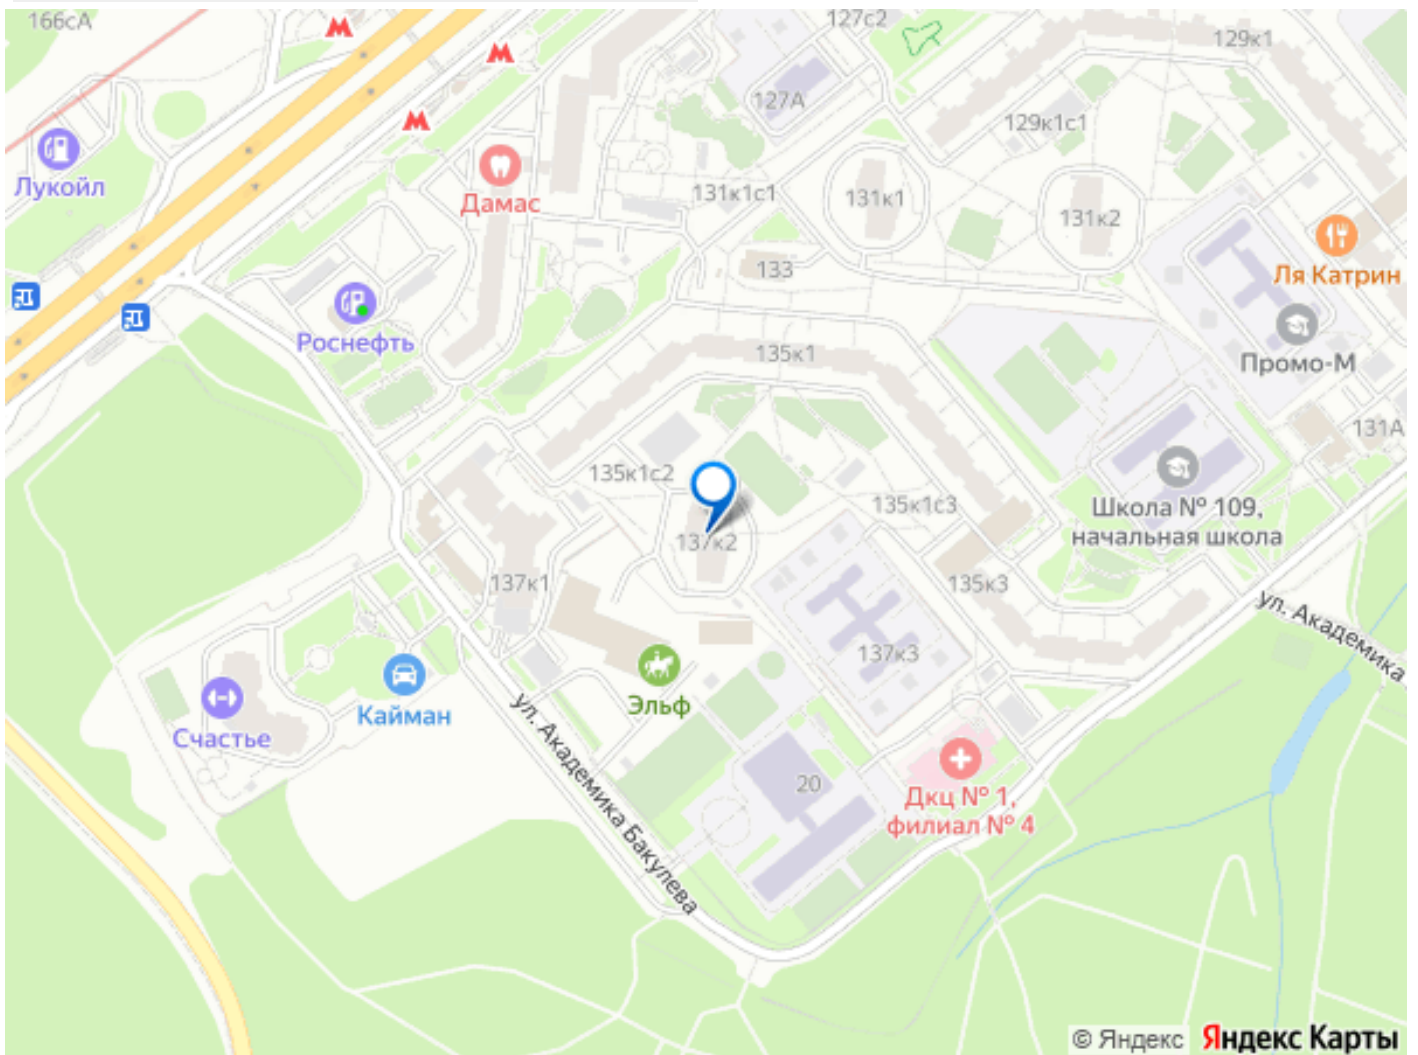 166сА
127с2
129к1
127А
129к1с1
Лукойл
Дамас
131к1с1
131к1
131к2
133
Ля Катрин
Роснефть
135к1
Промо-М
131А
135к1с2
135к1с3
Школа № 109,
начальная школа
137к2
137к1
135к3
ул. Академика
137к3
Эльф
Кайман
Счастье
ул. Академика Бакулева
20
Дкц № 1,
филиал № 4
© Яндекс Яндекс Карты